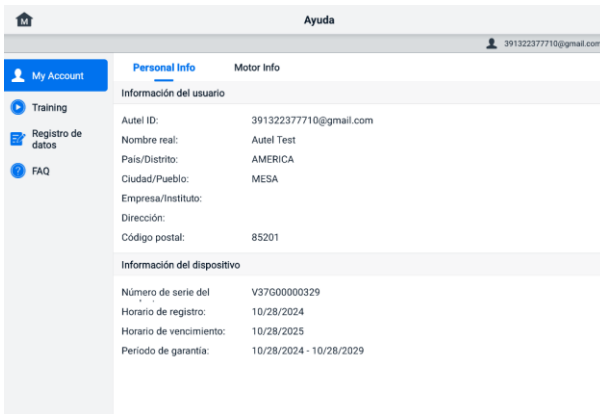 M
Ayuda
391322377710@gmail.com
My Account
Training
Registro de
datos
FAQ
Personal Info
Motor Info
Información del usuario
Autel ID: 391322377710@gmail.com
Nombre real: Autel Test
País/Distrito: AMERICA
Ciudad/Pueblo: MESA
Empresa/Instituto:
Dirección:
Código postal: 85201
Información del dispositivo
Número de serie del V37G00000329
Horario de registro: 10/28/2024
Horario de vencimiento: 10/28/2025
Período de garantía: 10/28/2024 - 10/28/2029